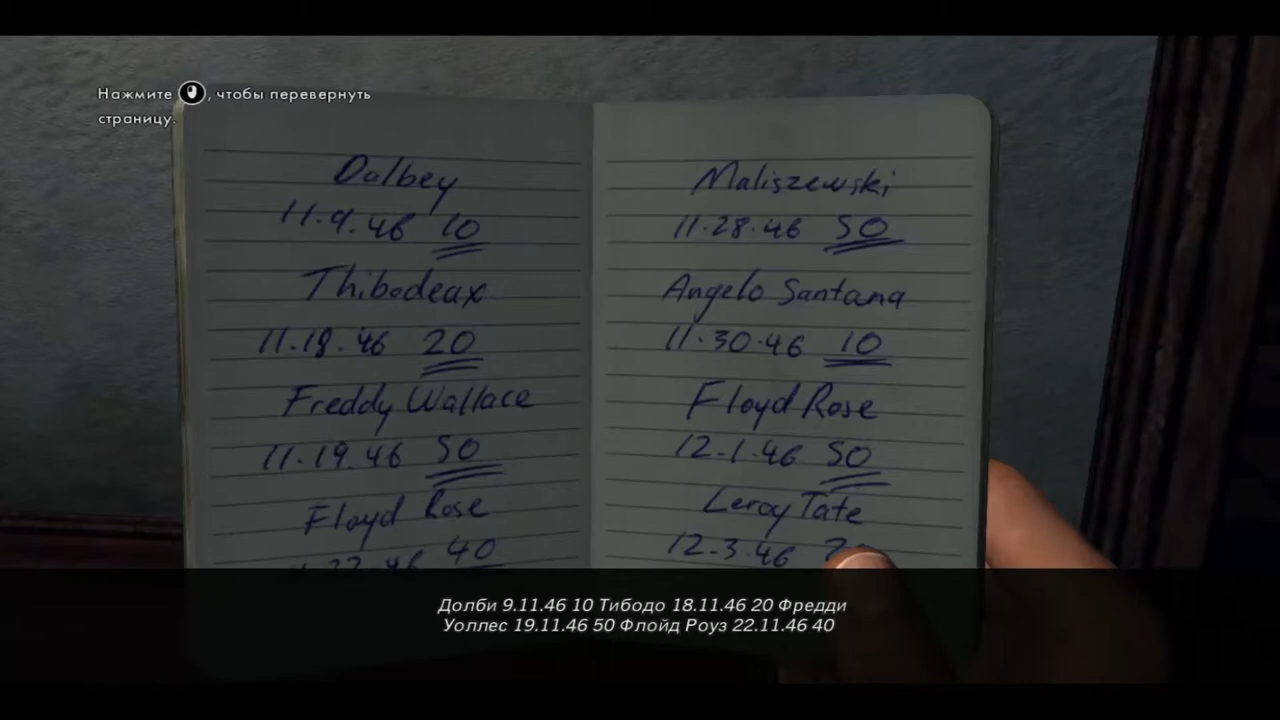 Нажмите , чтобы перевернуть
страницу.
Dalbey
11.9.46 10
Thibodeax
11.18.46 20
Freddy Wallace
11.19.46 50
Floyd Rose
11.22.46 40
Maliszewski
11.28.46 50
Angelo Santana
11.30.46 10
Floyd Rose
12.1.46 50
Leroy Tate
12.3.46
Долби 9.11.46 10 Тибодо 18.11.46 20 Фредди
Уоллес 19.11.46 50 Флойд Роуз 22.11.46 40